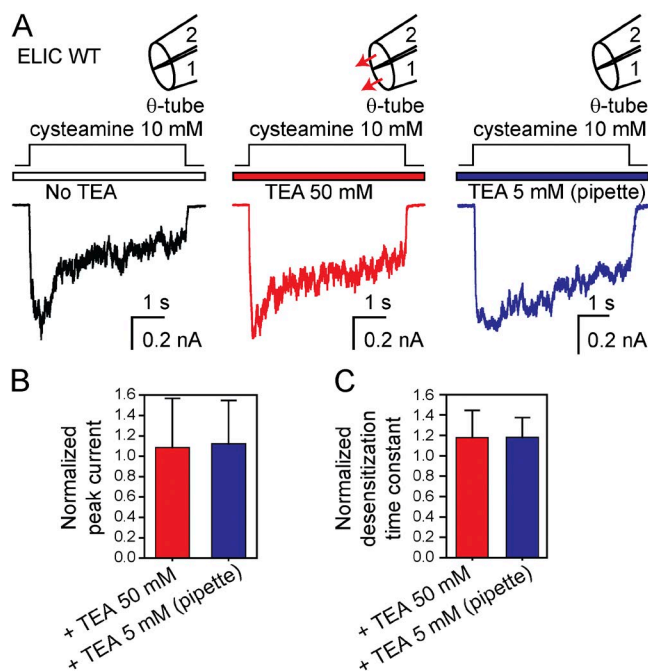 A
ELIC WT
2
1
θ-tube
2
1
θ-tube
2
1
θ-tube
cysteamine 10 mM
cysteamine 10 mM
cysteamine 10 mM
No TEA
TEA 50 mM
TEA 5 mM (pipette)
1 s
0.2 nA
1 s
0.2 nA
1 s
0.2 nA
B
Normalized
peak current
1.6
1.4
1.2
1.0
0.8
0.6
0.4
0.2
0.0
+ TEA 50 mM
+ TEA 5 mM (pipette)
C
Normalized
desensitization
time constant
1.6
1.4
1.2
1.0
0.8
0.6
0.4
0.2
0.0
+ TEA 50 mM
+ TEA 5 mM (pipette)